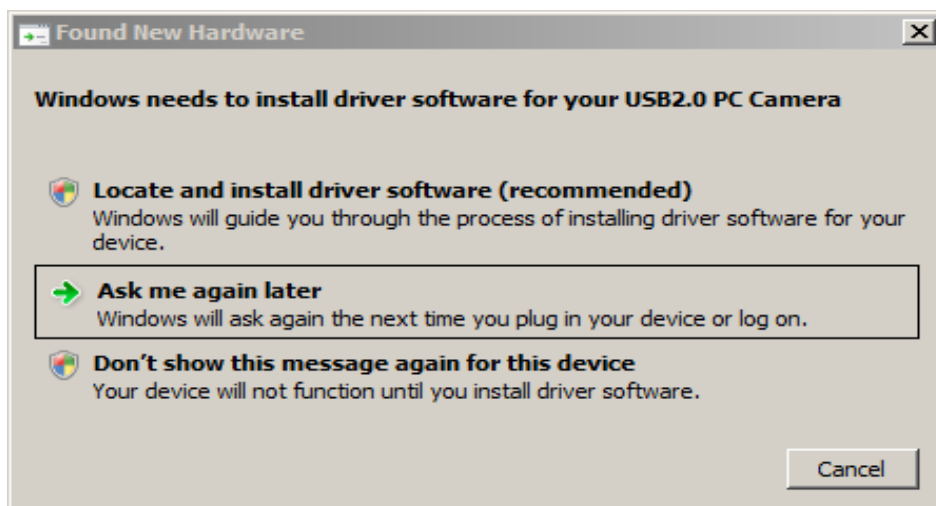 Found New Hardware
Windows needs to install driver software for your USB2.0 PC Camera
Locate and install driver software (recommended)
Windows will guide you through the process of installing driver software for your
device.
Ask me again later
Windows will ask again the next time you plug in your device or log on.
Don't show this message again for this device
Your device will not function until you install driver software.
Cancel